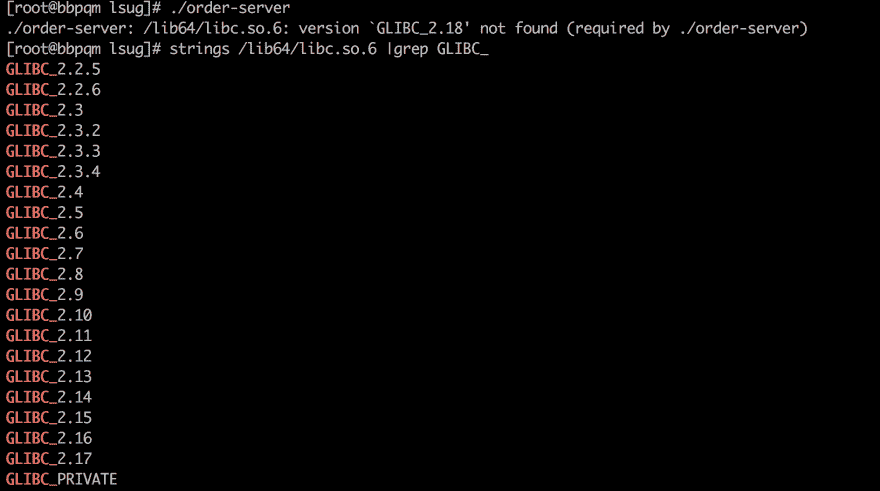 [root@bbpqm lsug]# ./order-server
./order-server: /lib64/libc.so.6: version `GLIBC_2.18' not found (required by ./order-server)
[root@bbpqm lsug]# strings /lib64/libc.so.6 |grep GLIBC_
GLIBC_2.2.5
GLIBC_2.2.6
GLIBC_2.3
GLIBC_2.3.2
GLIBC_2.3.3
GLIBC_2.3.4
GLIBC_2.4
GLIBC_2.5
GLIBC_2.6
GLIBC_2.7
GLIBC_2.8
GLIBC_2.9
GLIBC_2.10
GLIBC_2.11
GLIBC_2.12
GLIBC_2.13
GLIBC_2.14
GLIBC_2.15
GLIBC_2.16
GLIBC_2.17
GLIBC_PRIVATE